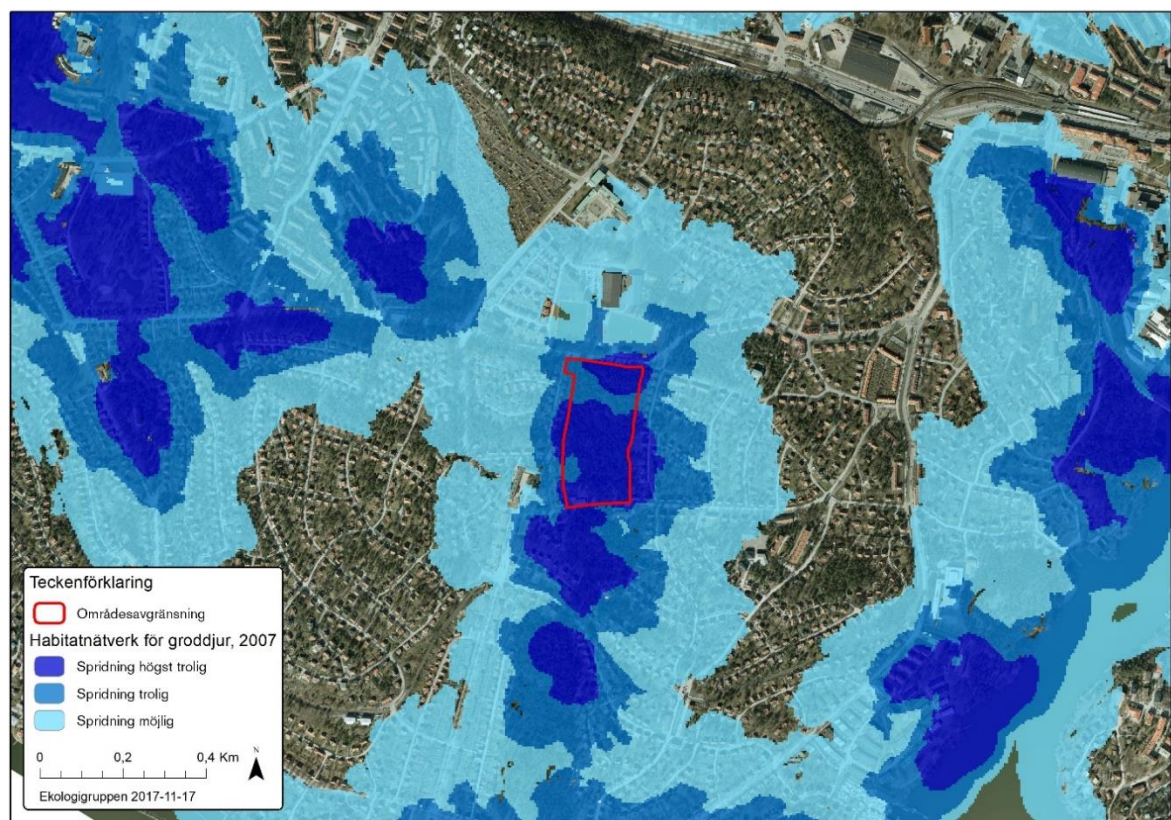 Teckenförklaring
Områdesavgränsning
Habitatnätverk för groddjur, 2007
Spridning högst trolig
Spridning trolig
Spridning möjlig
0 0,2 0,4 Km
N
Ekologigruppen 2017-11-17